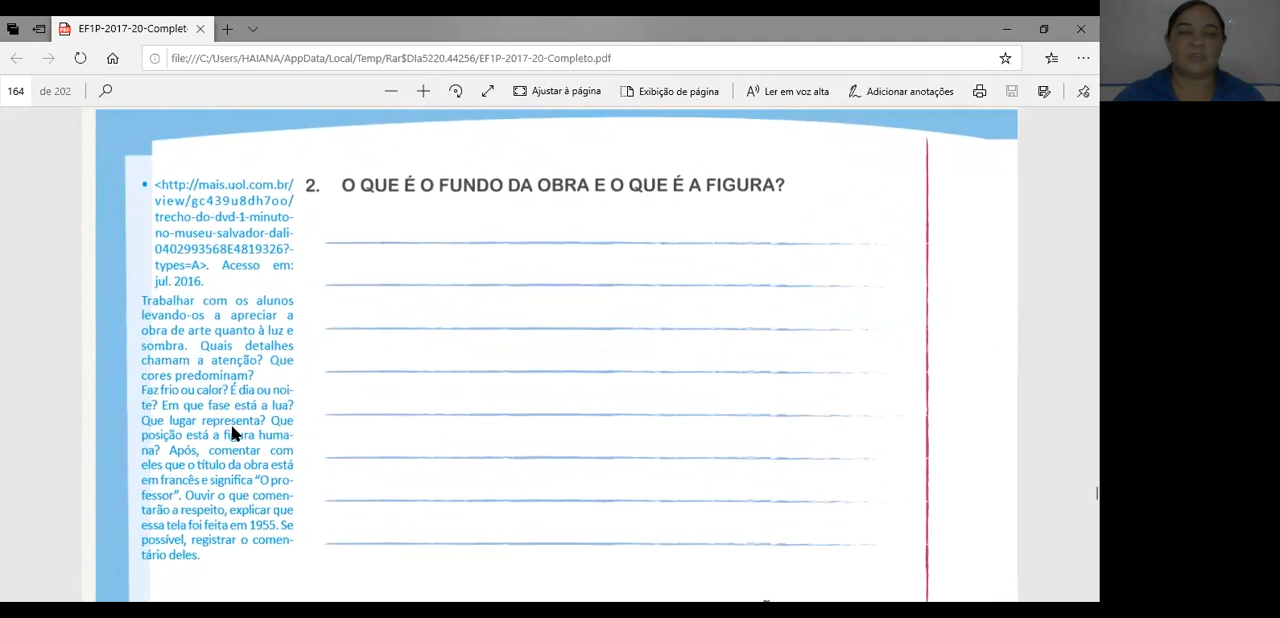 EF1P-2017-20-Complet
file:///C:/Users/HAIANA/AppData/Local/Temp/Rar$DIa5220.44256/EF1P-2017-20-Completo.pdf
164 de 202 Ajustar à página Exibição de página Ler em voz alta Adicionar anotações
• <http://mais.uol.com.br/
view/gc439u8dh7oo/
trecho-do-dvd-1-minuto-
no-museu-salvador-dali-
0402993568E4819326?-
types=A>. Acesso em:
jul. 2016.
Trabalhar com os alunos
levando-os a apreciar a
obra de arte quanto à luz e
sombra. Quais detalhes
chamam a atenção? Que
cores predominam?
Faz frio ou calor? É dia ou noi-
te? Em que fase está a lua?
Que lugar representa? Que
posição está a figura huma-
na? Após, comentar com
eles que o título da obra está
em francês e significa “O pro-
fessor”. Ouvir o que comen-
tarão a respeito, explicar que
essa tela foi feita em 1955. Se
possível, registrar o comen-
tário deles.
2. O QUE É O FUNDO DA OBRA E O QUE É A FIGURA?